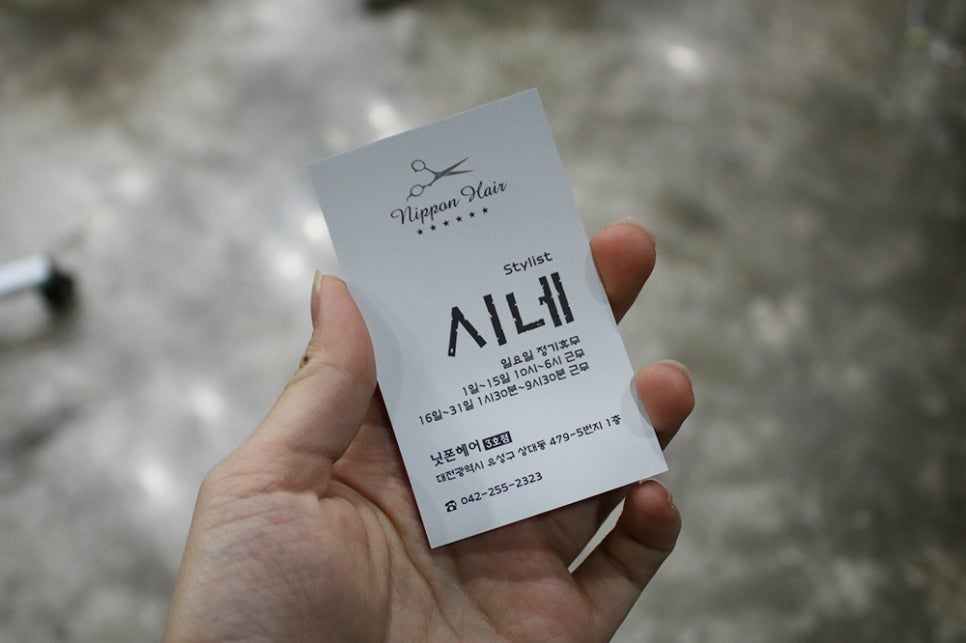 Nippon Hair
★★★★★★
Stylist
시네
일요일 정기휴무
1일~15일 10시~6시 근무
16일~31일 1시30분~9시30분 근무
닛폰헤어 3호점
대전광역시 유성구 상대동 479-5번지 1층
☎ 042-255-2323